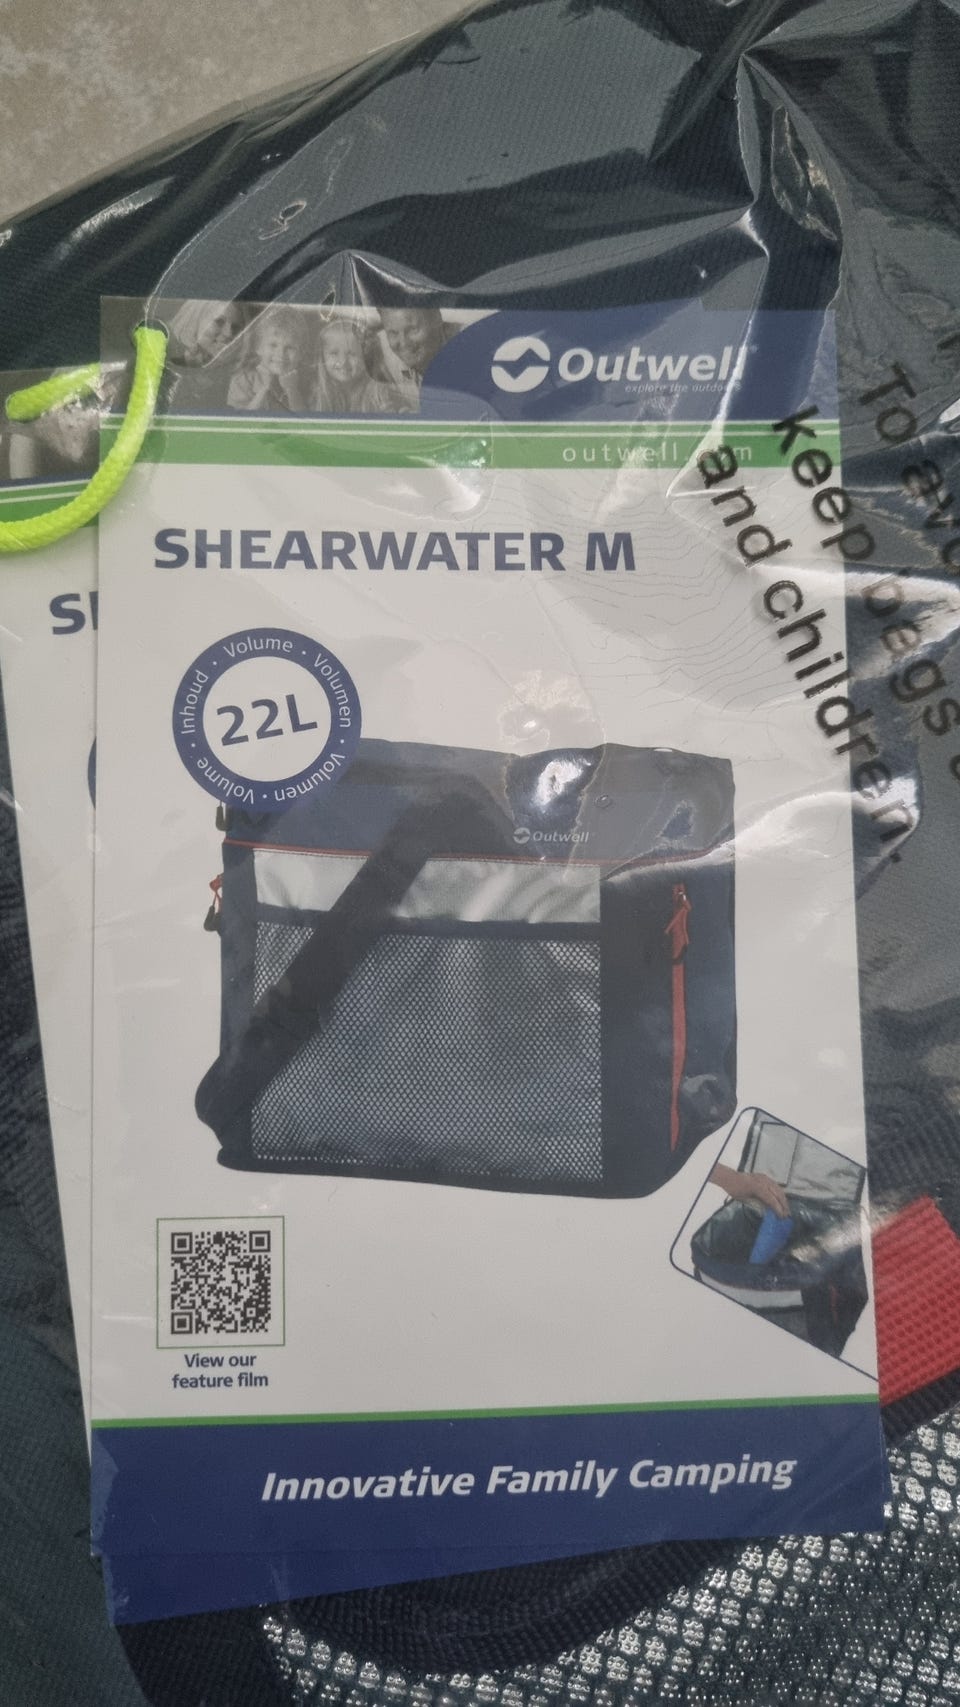 Outwell
explore the outdoors
outwell.com
SHEARWATER M
Volume · Volumen · Volumen · Volume · Inhoud
22L
Outwell
View our
feature film
Innovative Family Camping
To avo
keep bags
and children.